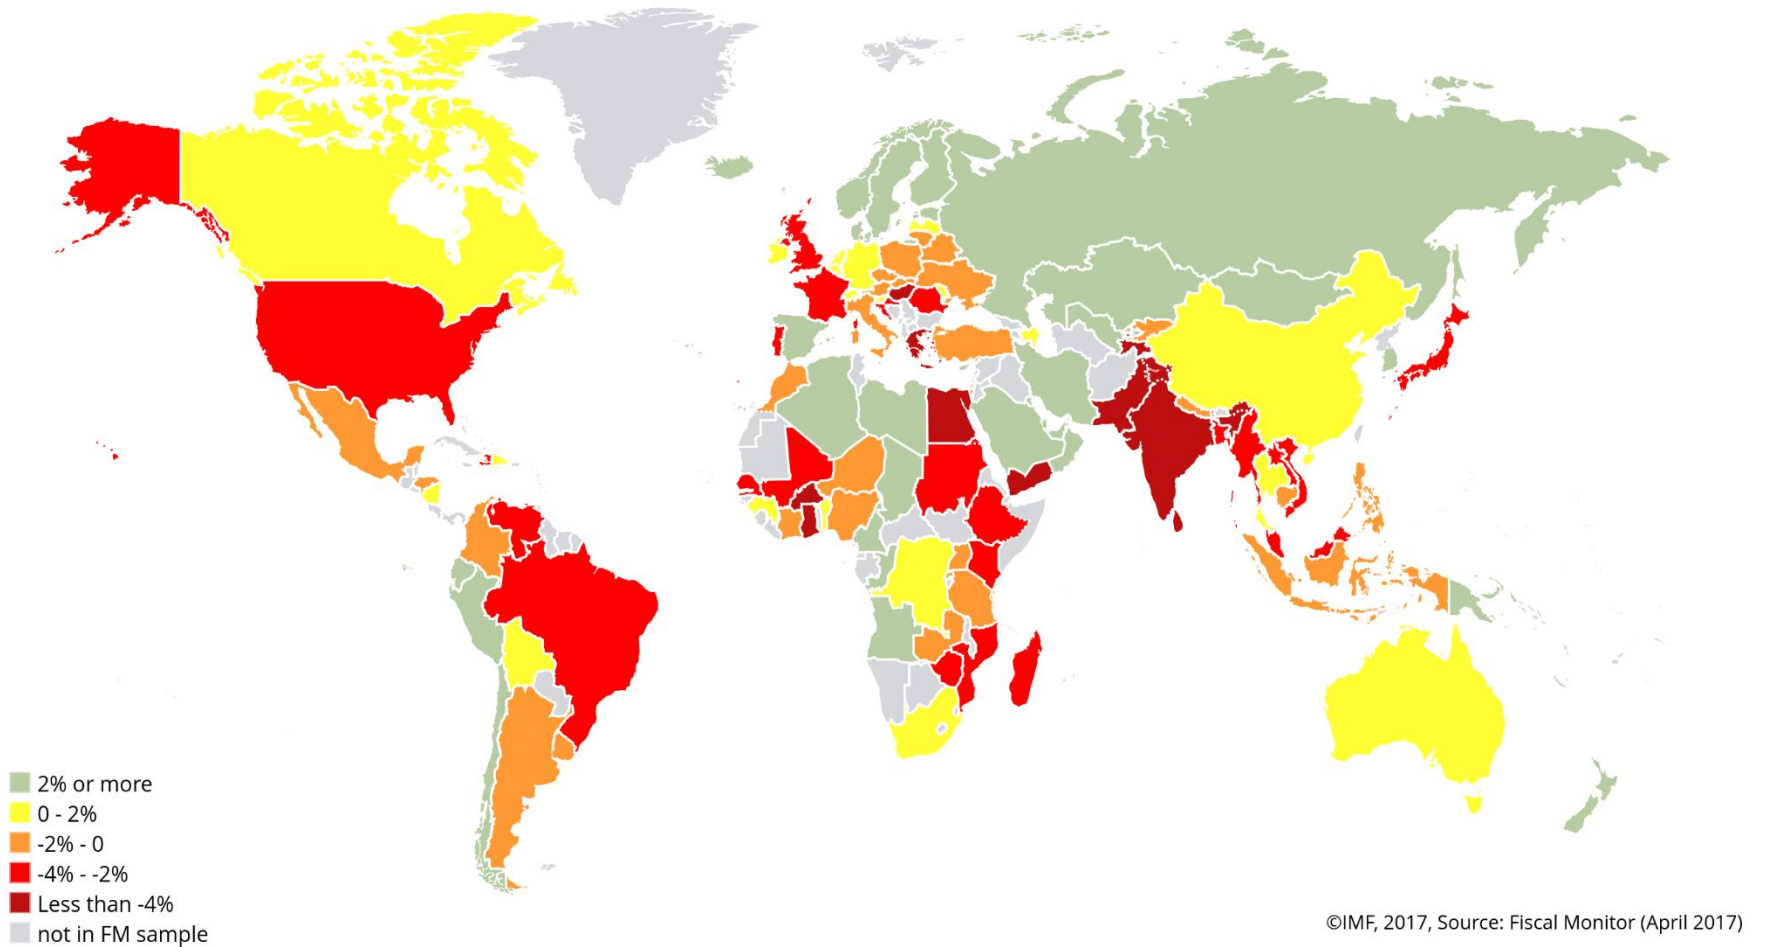 2% or more
0 - 2%
-2% - 0
-4% - -2%
Less than -4%
not in FM sample
©IMF, 2017, Source: Fiscal Monitor (April 2017)